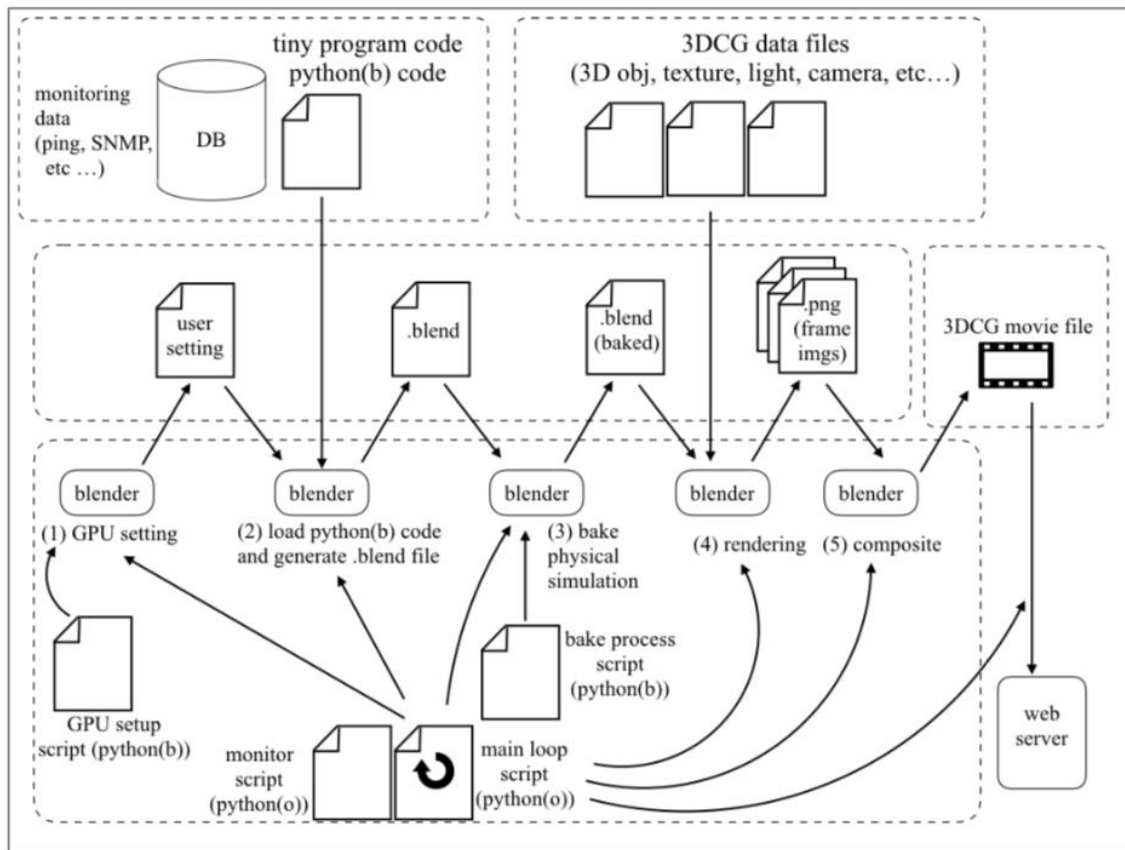 tiny program code
python(b) code
monitoring
data
(ping, SNMP,
etc …)
DB
3DCG data files
(3D obj, texture, light, camera, etc…)
user
setting
.blend
.blend
(baked)
.png
(frame
imgs)
3DCG movie file
blender
blender
blender
blender
blender
(1) GPU setting
(2) load python(b) code
and generate .blend file
(3) bake
physical
simulation
(4) rendering
(5) composite
GPU setup
script (python(b))
monitor
script
(python(o))
main loop
script
(python(o))
bake process
script
(python(b))
web
server